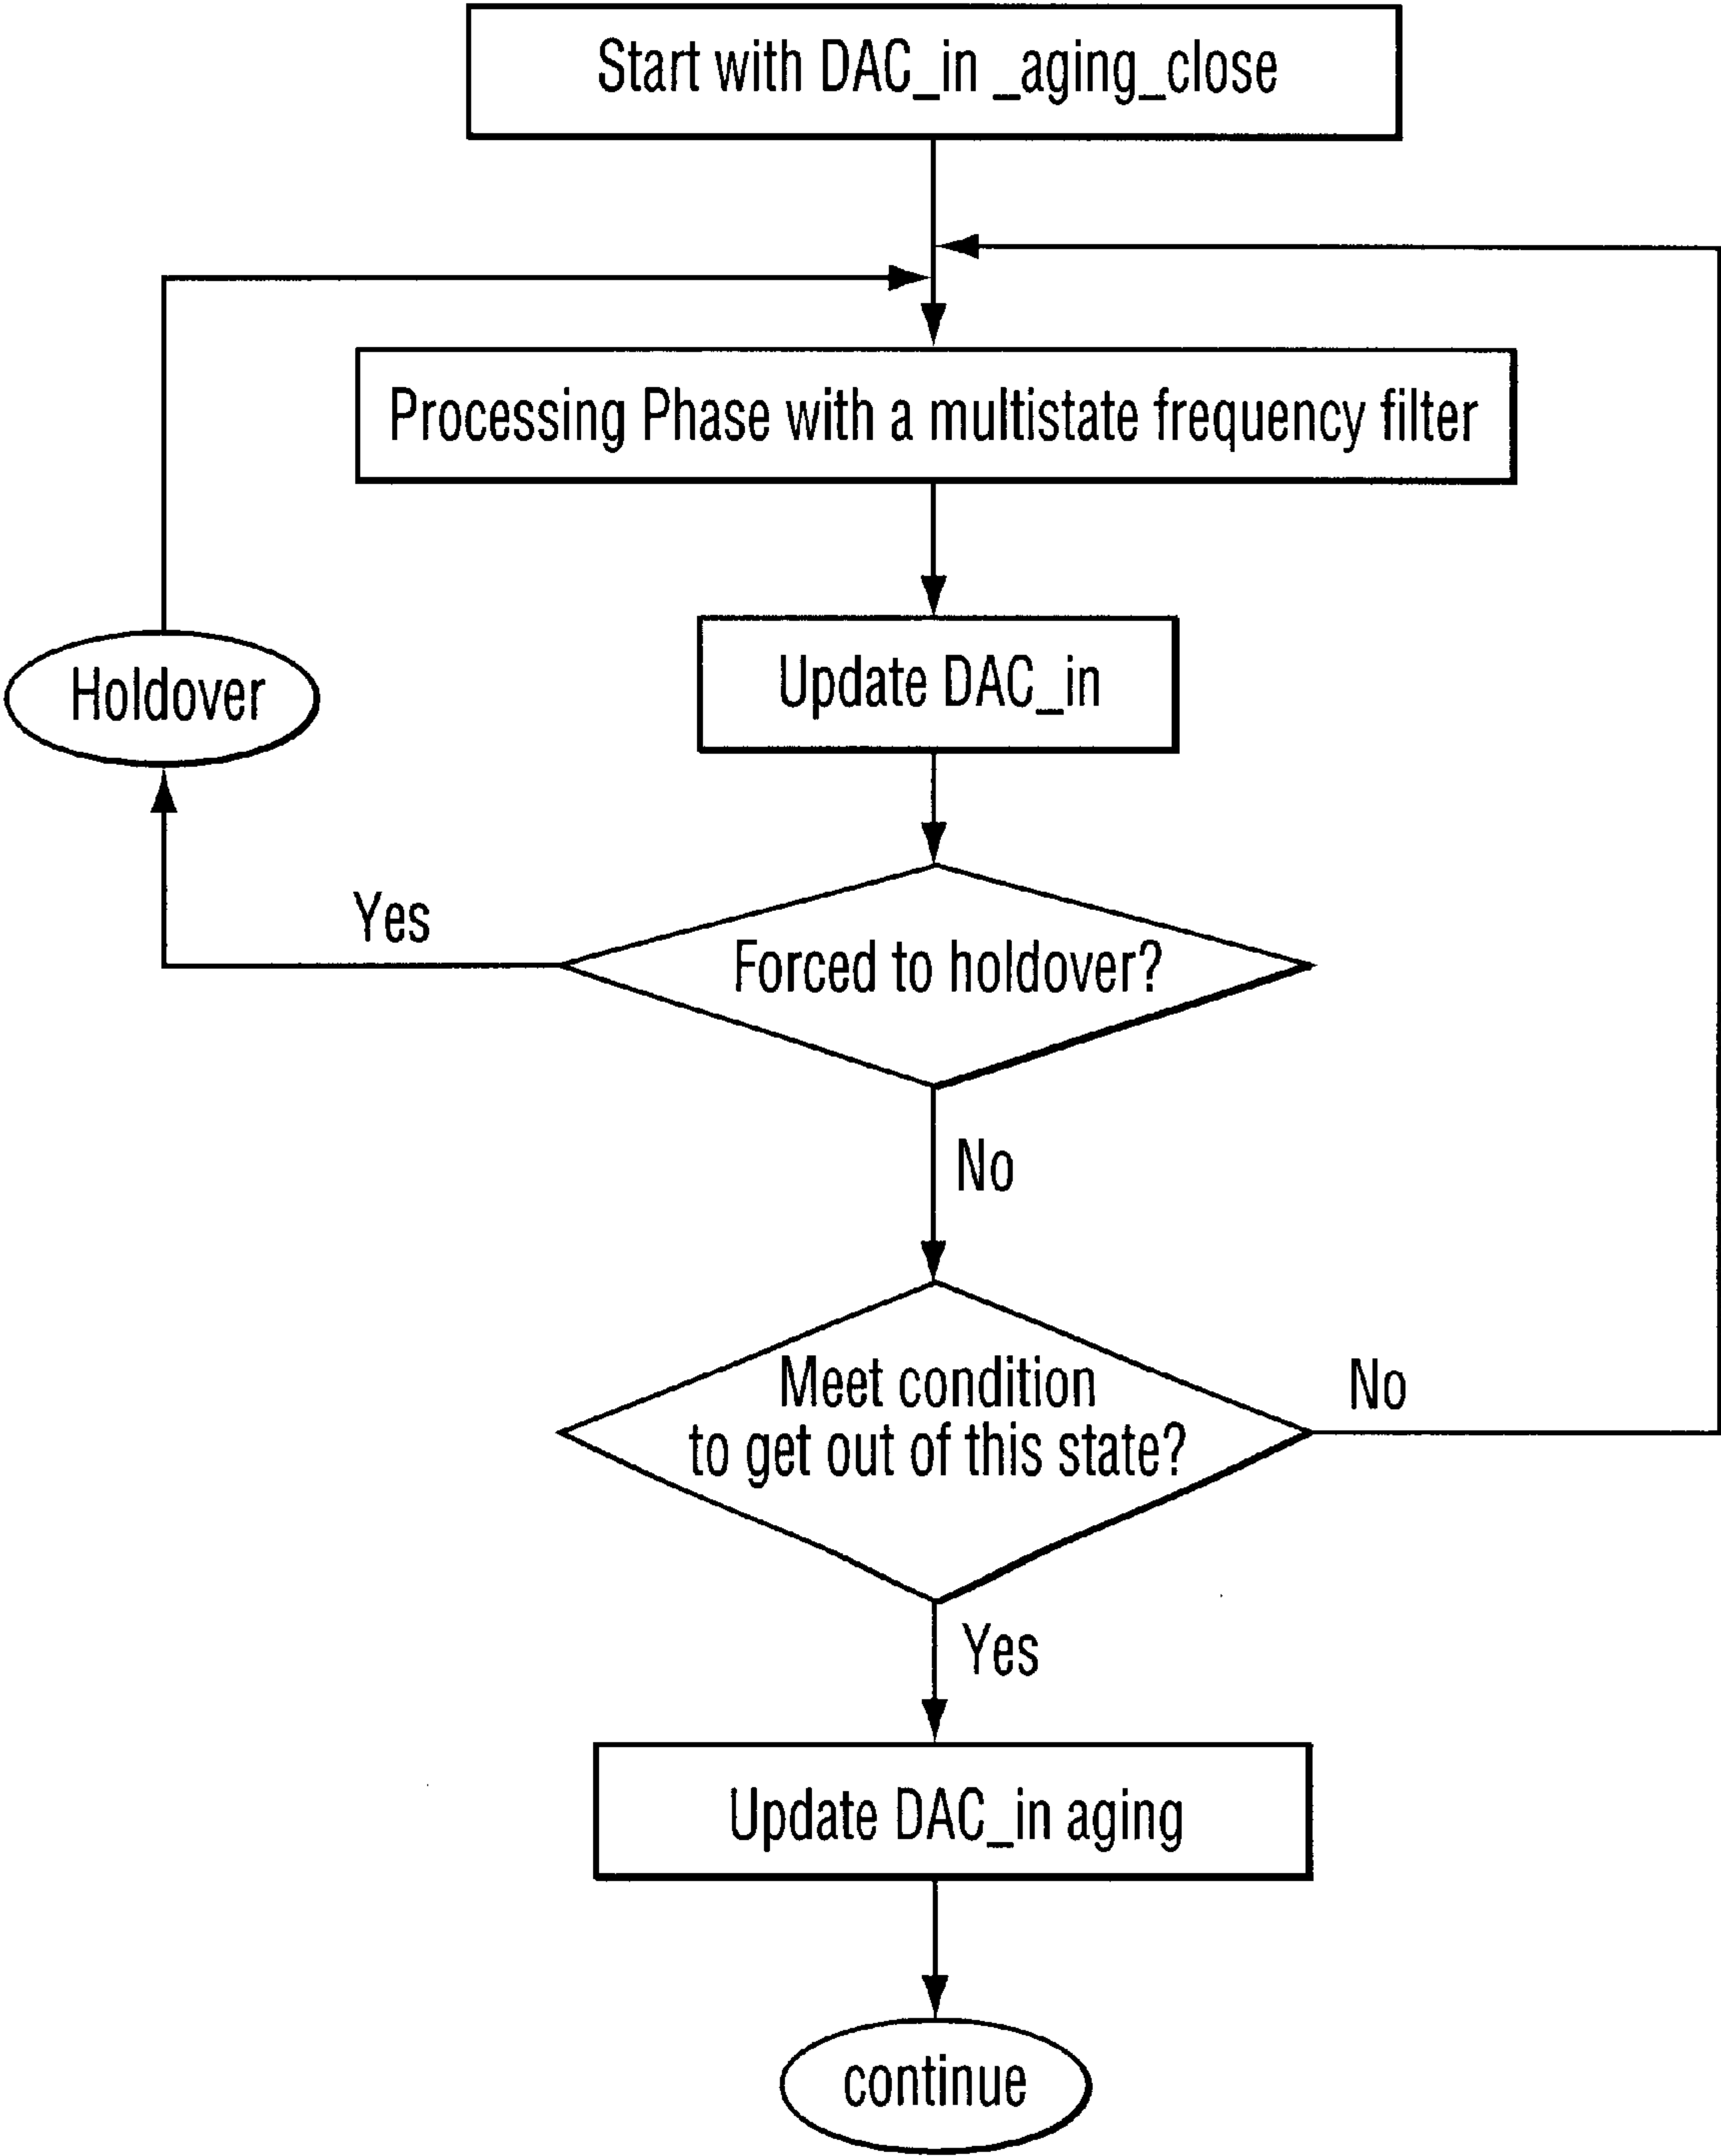 Start with DAC_in _aging_close
Processing Phase with a multistate frequency filter
Update DAC_in
Holdover
Yes
Forced to holdover?
No
Meet condition
to get out of this state?
No
Yes
Update DAC_in aging
continue